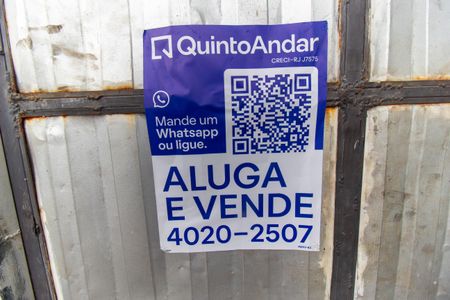 QuintoAndar
CRECI-RJ J7575
Mande um
Whatsapp
ou ligue.
ALUGA
E VENDE
4020-2507